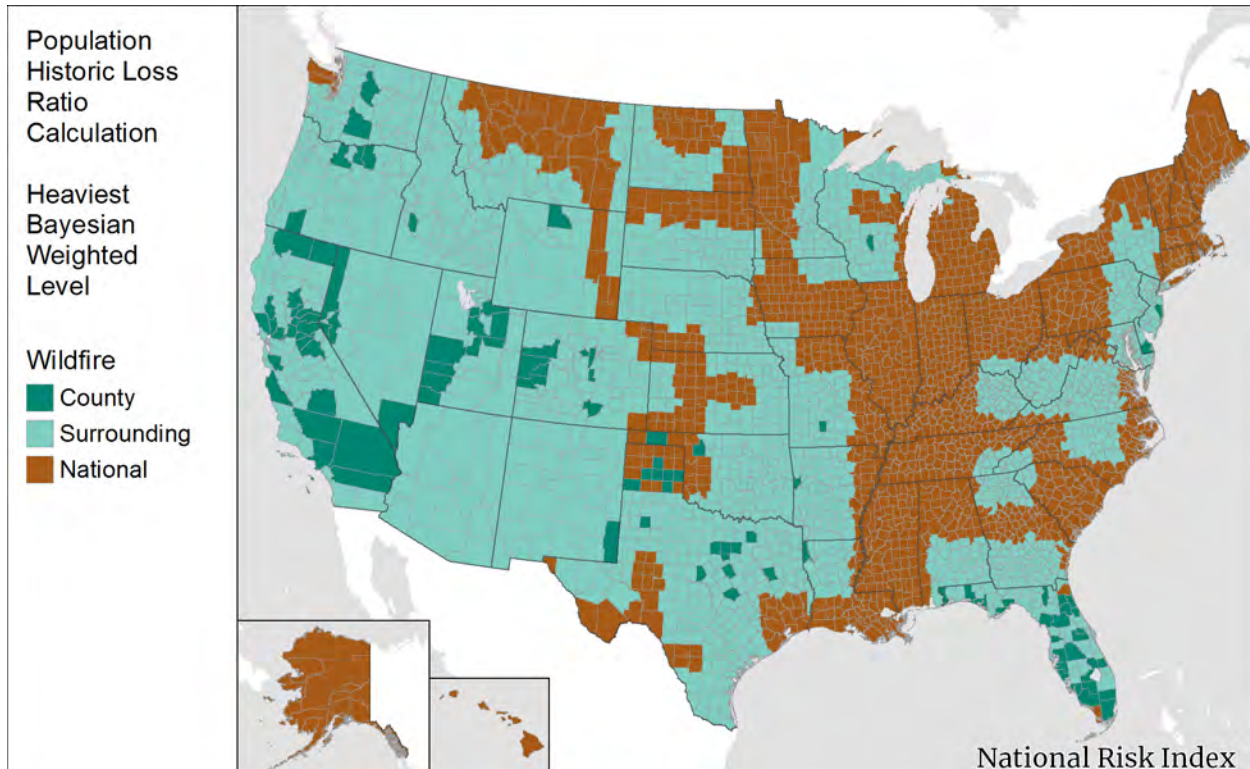 Population
Historic Loss
Ratio
Calculation
Heaviest
Bayesian
Weighted
Level
Wildfire
County
Surrounding
National
National Risk Index